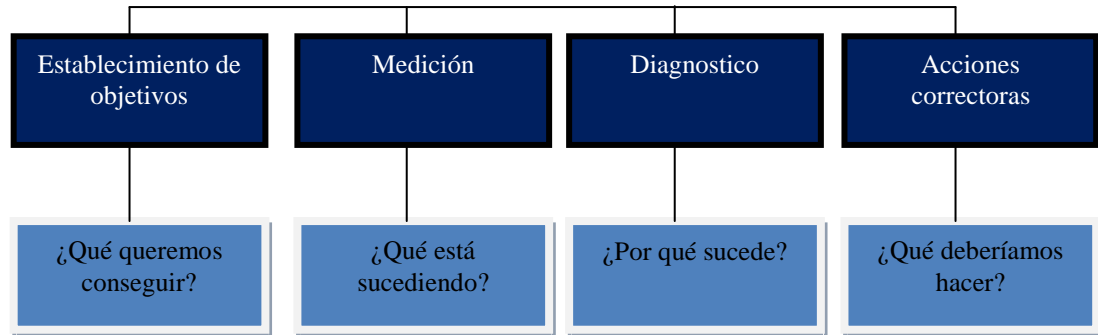 Establecimiento de
objetivos
Medición
Diagnostico
Acciones
correctoras
¿Qué queremos
conseguir?
¿Qué está
sucediendo?
¿Por qué sucede?
¿Qué deberíamos
hacer?